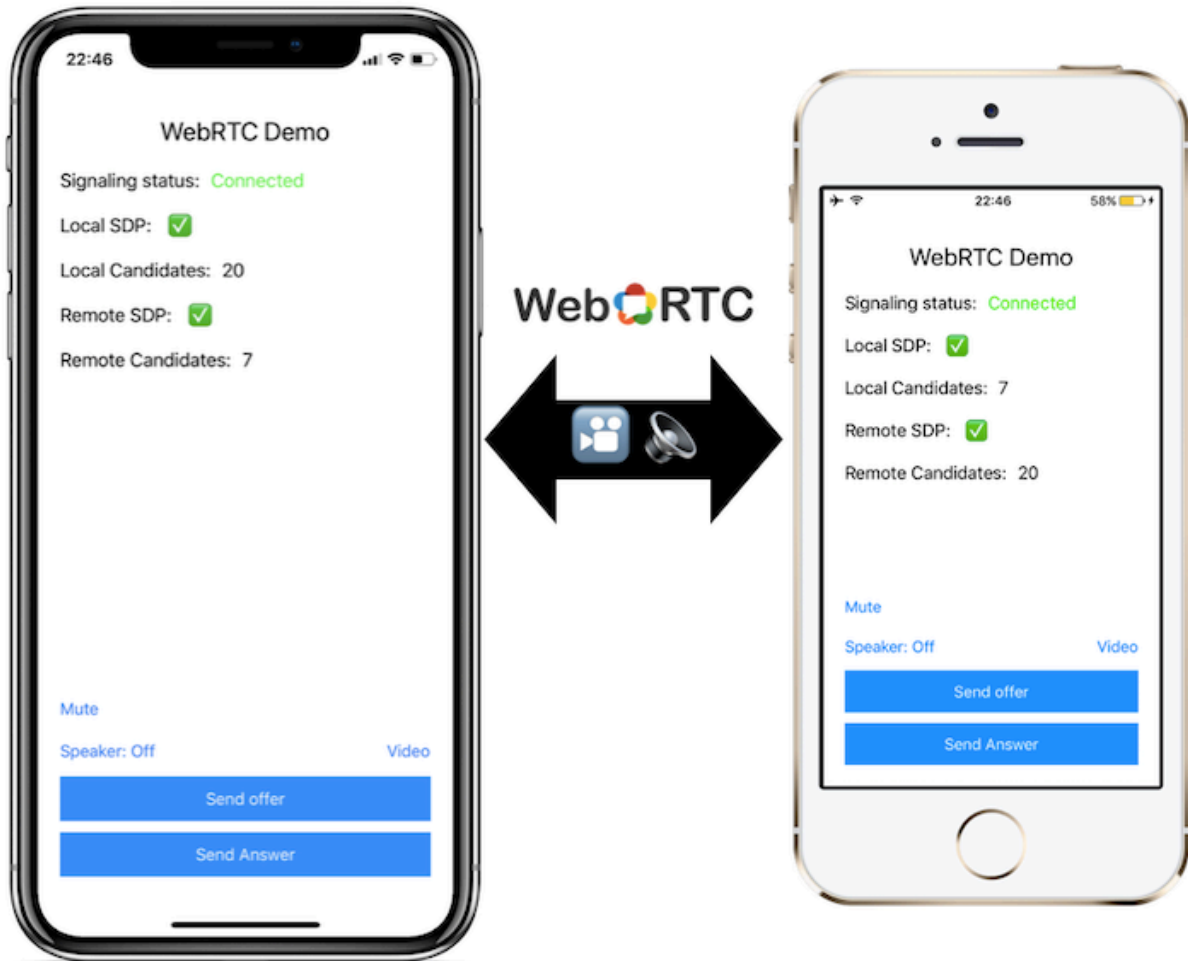 22:46
WebRTC Demo
Signaling status: Connected
Local SDP: ✅
Local Candidates: 20
Remote SDP: ✅
Remote Candidates: 7
Mute
Speaker: Off Video
Send offer
Send Answer
WebRTC
22:46 58%
WebRTC Demo
Signaling status: Connected
Local SDP: ✅
Local Candidates: 7
Remote SDP: ✅
Remote Candidates: 20
Mute
Speaker: Off Video
Send offer
Send Answer